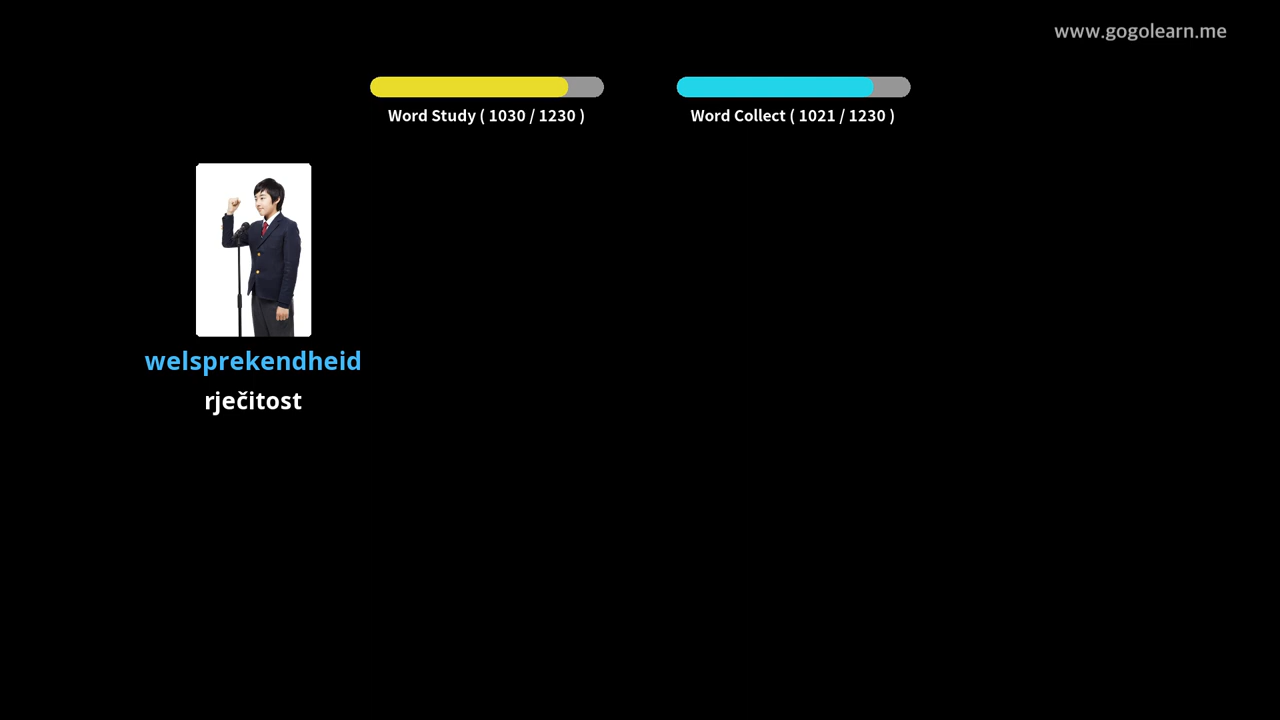 www.gogolearn.me
Word Study ( 1030 / 1230 )
Word Collect ( 1021 / 1230 )
welsprekendheid
rječitost